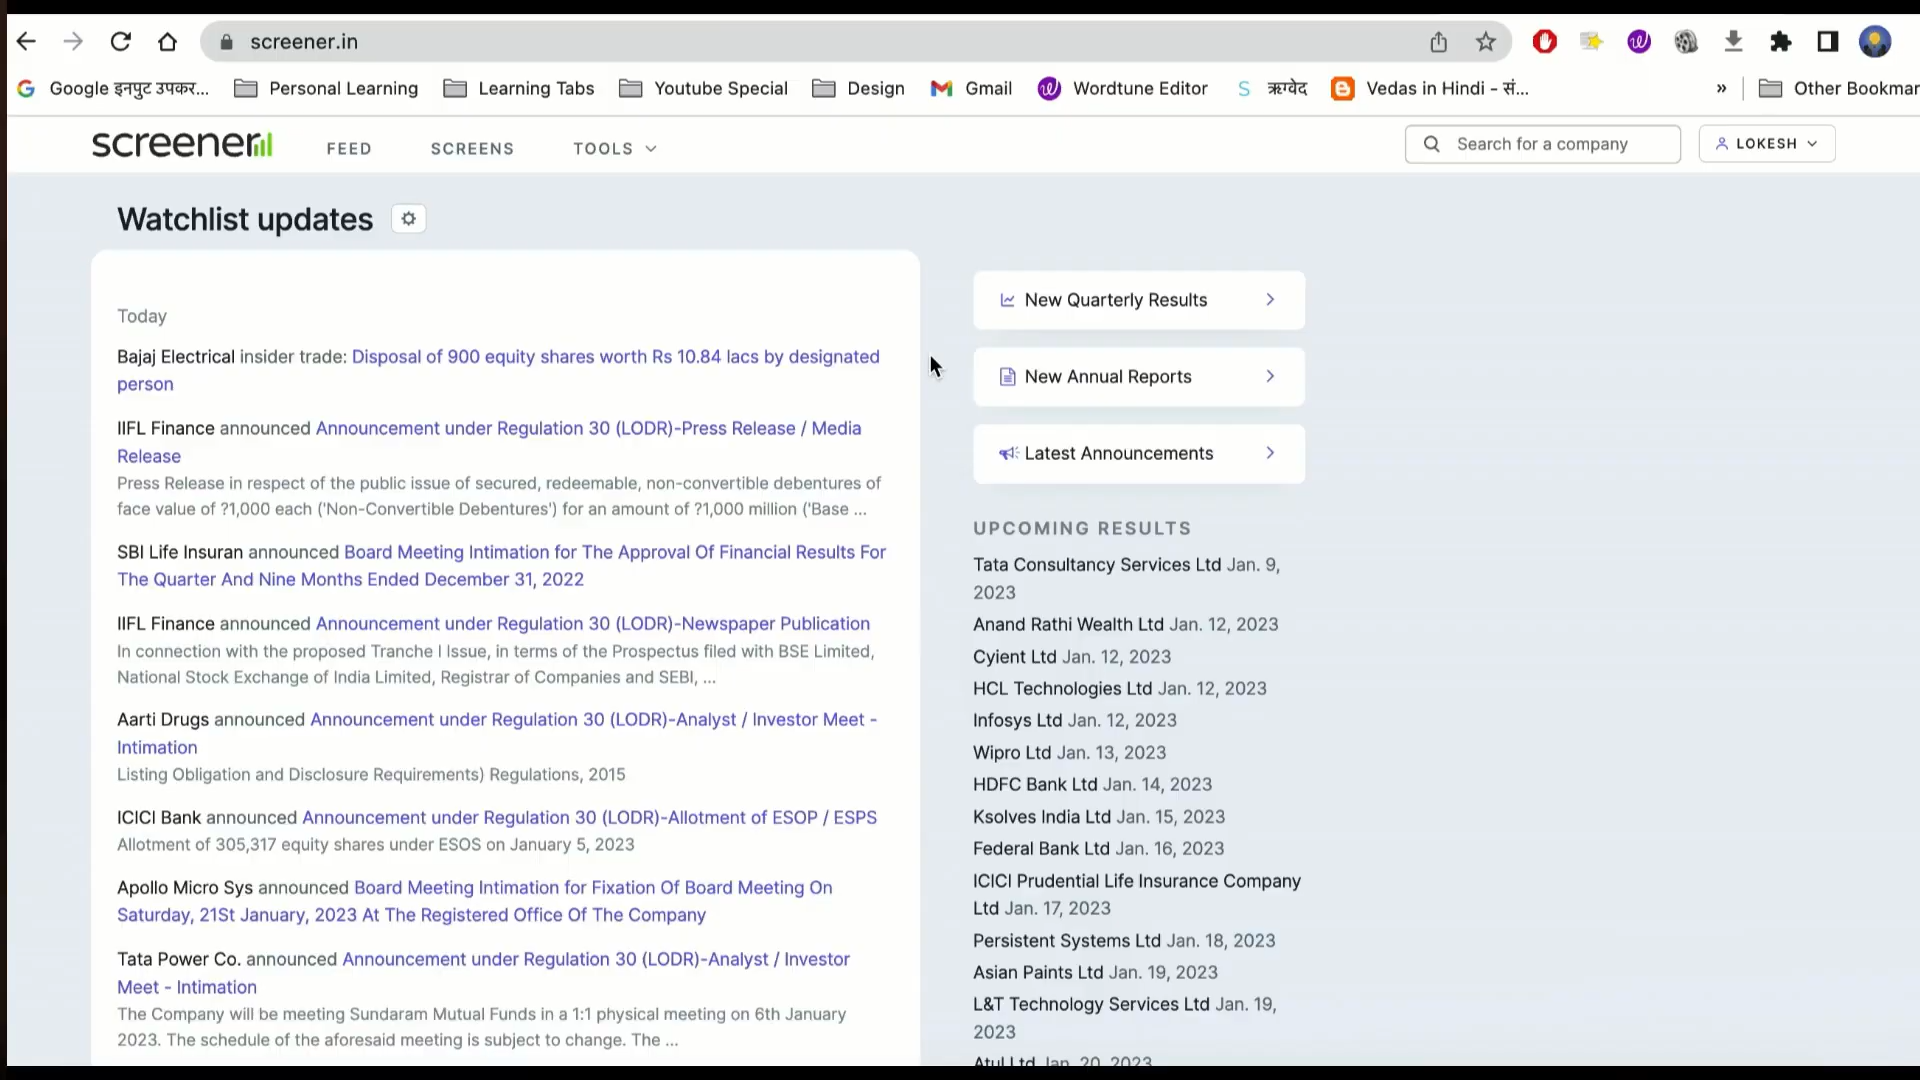 screener.in
Google इनपुट उपकर...
Personal Learning
Learning Tabs
Youtube Special
Design
Gmail
Wordtune Editor
ऋग्वेद
Vedas in Hindi - सं...
»
Other Bookmar
screener
FEED
SCREENS
TOOLS
Search for a company
LOKESH
Watchlist updates
Today
Bajaj Electrical insider trade: Disposal of 900 equity shares worth Rs 10.84 lacs by designated
person
IIFL Finance announced Announcement under Regulation 30 (LODR)-Press Release / Media
Release
Press Release in respect of the public issue of secured, redeemable, non-convertible debentures of
face value of ?1,000 each ('Non-Convertible Debentures') for an amount of ?1,000 million ('Base ...
SBI Life Insuran announced Board Meeting Intimation for The Approval Of Financial Results For
The Quarter And Nine Months Ended December 31, 2022
IIFL Finance announced Announcement under Regulation 30 (LODR)-Newspaper Publication
In connection with the proposed Tranche I Issue, in terms of the Prospectus filed with BSE Limited,
National Stock Exchange of India Limited, Registrar of Companies and SEBI, ...
Aarti Drugs announced Announcement under Regulation 30 (LODR)-Analyst / Investor Meet -
Intimation
Listing Obligation and Disclosure Requirements) Regulations, 2015
ICICI Bank announced Announcement under Regulation 30 (LODR)-Allotment of ESOP / ESPS
Allotment of 305,317 equity shares under ESOS on January 5, 2023
Apollo Micro Sys announced Board Meeting Intimation for Fixation Of Board Meeting On
Saturday, 21St January, 2023 At The Registered Office Of The Company
Tata Power Co. announced Announcement under Regulation 30 (LODR)-Analyst / Investor
Meet - Intimation
The Company will be meeting Sundaram Mutual Funds in a 1:1 physical meeting on 6th January
2023. The schedule of the aforesaid meeting is subject to change. The ...
New Quarterly Results
New Annual Reports
Latest Announcements
UPCOMING RESULTS
Tata Consultancy Services Ltd Jan. 9,
2023
Anand Rathi Wealth Ltd Jan. 12, 2023
Cyient Ltd Jan. 12, 2023
HCL Technologies Ltd Jan. 12, 2023
Infosys Ltd Jan. 12, 2023
Wipro Ltd Jan. 13, 2023
HDFC Bank Ltd Jan. 14, 2023
Ksolves India Ltd Jan. 15, 2023
Federal Bank Ltd Jan. 16, 2023
ICICI Prudential Life Insurance Company
Ltd Jan. 17, 2023
Persistent Systems Ltd Jan. 18, 2023
Asian Paints Ltd Jan. 19, 2023
L&T Technology Services Ltd Jan. 19,
2023
Atul Ltd Jan. 20, 2023